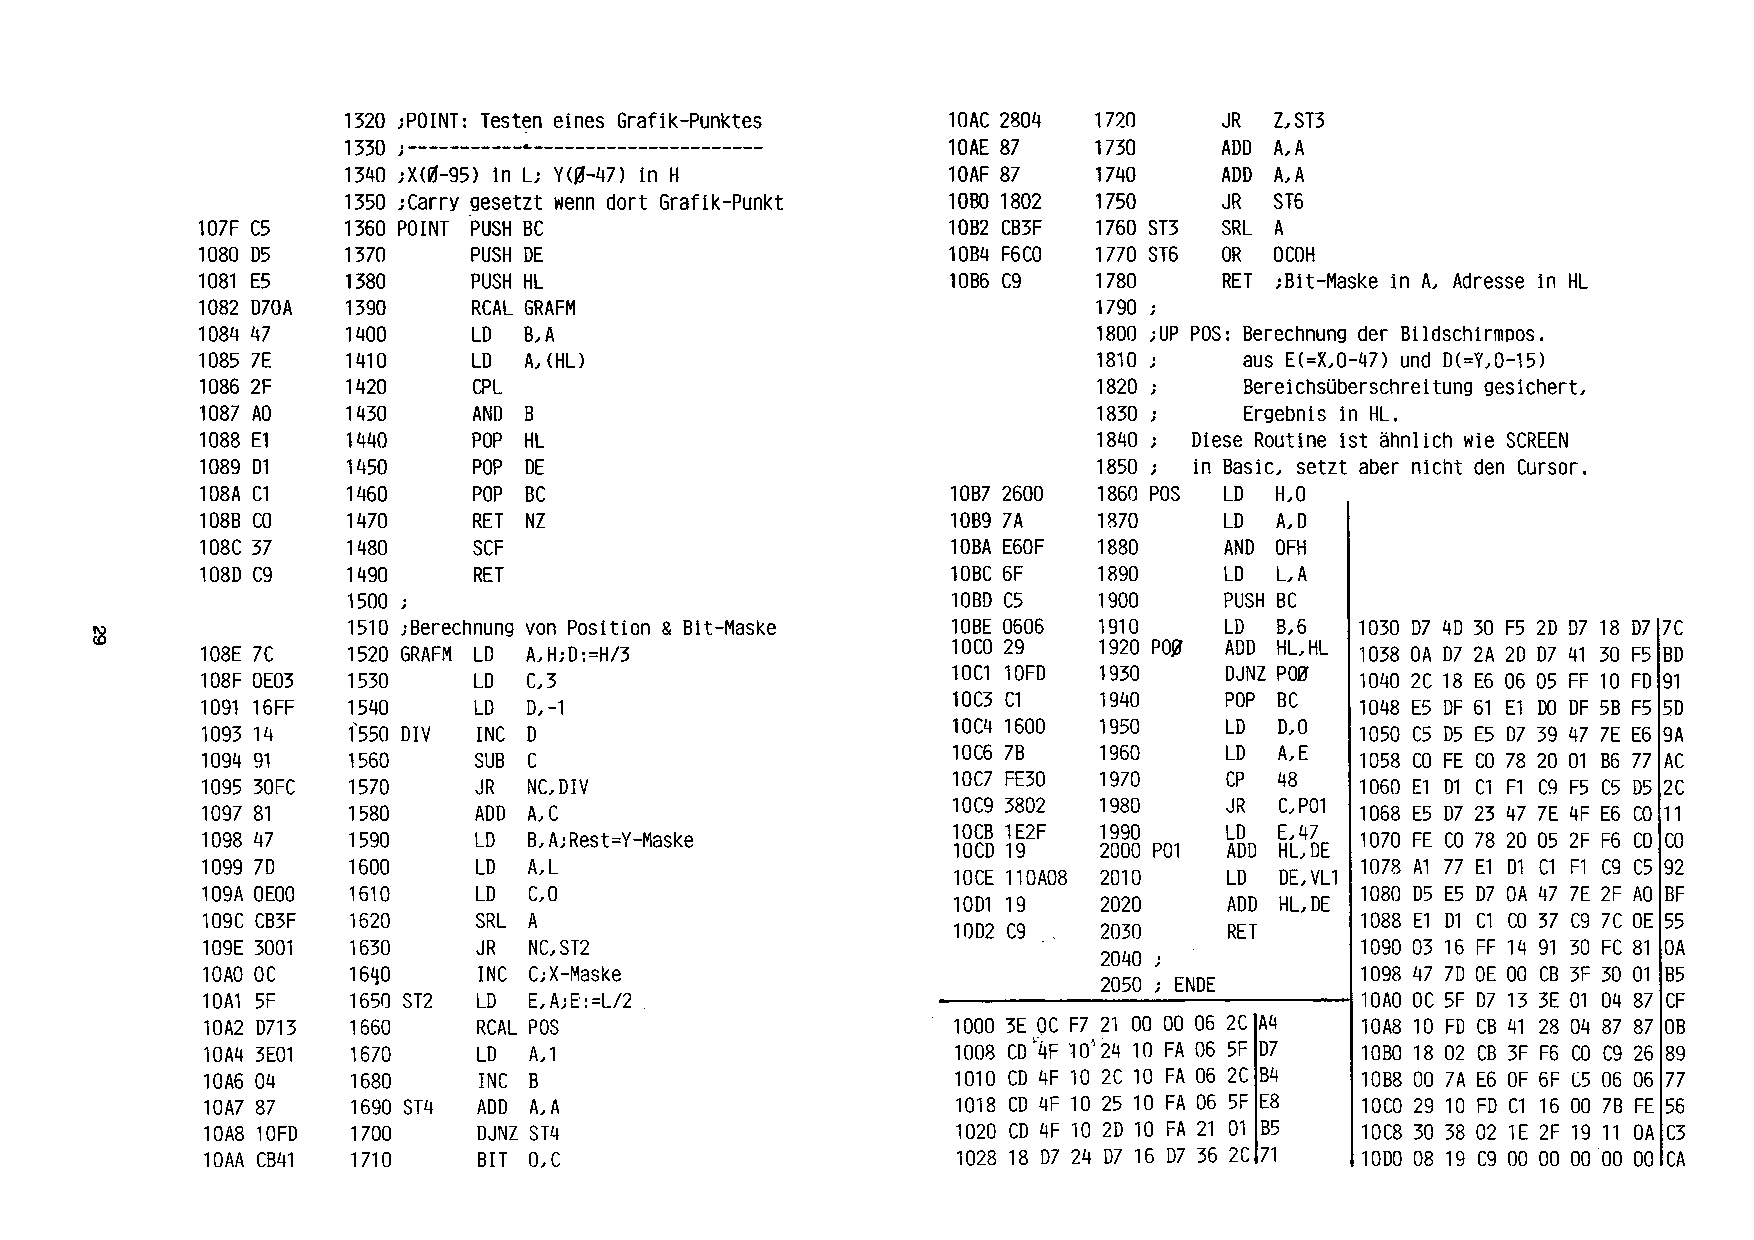 1320 ;POINT: Testen eines Grafik-Punktes
1330 ;----------------------------------
1340 ;X(Ø-95) in L; Y(Ø-47) in H
1350 ;Carry gesetzt wenn dort Grafik-Punkt
107F C5 1360 POINT PUSH BC
1080 D5 1370 PUSH DE
1081 E5 1380 PUSH HL
1082 D70A 1390 RCAL GRAFM
1084 47 1400 LD B,A
1085 7E 1410 LD A,(HL)
1086 2F 1420 CPL
1087 A0 1430 AND B
1088 E1 1440 POP HL
1089 D1 1450 POP DE
108A C1 1460 POP BC
108B C0 1470 RET NZ
108C 37 1480 SCF
108D C9 1490 RET
1500 ;
1510 ;Berechnung von Position & Bit-Maske
108E 7C 1520 GRAFM LD A,H;D:=H/3
108F 0E03 1530 LD C,3
1091 16FF 1540 LD D,-1
1093 14 1550 DIV INC D
1094 91 1560 SUB C
1095 30FC 1570 JR NC,DIV
1097 81 1580 ADD A,C
1098 47 1590 LD B,A;Rest=Y-Maske
1099 7D 1600 LD A,L
109A 0E00 1610 LD C,0
109C CB3F 1620 SRL A
109E 3001 1630 JR NC,ST2
10A0 0C 1640 INC C;X-Maske
10A1 5F 1650 ST2 LD E,A;E:=L/2
10A2 D713 1660 RCAL POS
10A4 3E01 1670 LD A,1
10A6 04 1680 INC B
10A7 87 1690 ST4 ADD A,A
10A8 10FD 1700 DJNZ ST4
10AA CB41 1710 BIT 0,C
29
10AC 2804 1720 JR Z,ST3
10AE 87 1730 ADD A,A
10AF 87 1740 ADD A,A
10B0 1802 1750 JR ST6
10B2 CB3F 1760 ST3 SRL A
10B4 F6C0 1770 ST6 OR 0C0H
10B6 C9 1780 RET ;Bit-Maske in A, Adresse in HL
1790 ;
1800 ;UP POS: Berechnung der Bildschirmpos.
1810 ; aus E(=X,0-47) und D(=Y,0-15)
1820 ; Bereichsüberschreitung gesichert,
1830 ; Ergebnis in HL.
1840 ; Diese Routine ist ähnlich wie SCREEN
1850 ; in Basic, setzt aber nicht den Cursor.
10B7 2600 1860 POS LD H,0
10B9 7A 1870 LD A,D
10BA E60F 1880 AND 0FH
10BC 6F 1890 LD L,A
10BD C5 1900 PUSH BC
10BE 0606 1910 LD B,6
10C0 29 1920 POØ ADD HL,HL
10C1 10FD 1930 DJNZ POØ
10C3 C1 1940 POP BC
10C4 1600 1950 LD D,0
10C6 7B 1960 LD A,E
10C7 FE30 1970 CP 48
10C9 3802 1980 JR C,PO1
10CB 1E2F 1990 LD E,47
10CD 19 2000 PO1 ADD HL,DE
10CE 110A08 2010 LD DE,VL1
10D1 19 2020 ADD HL,DE
10D2 C9 2030 RET
2040 ;
2050 ; ENDE
1000 3E 0C F7 21 00 00 06 2C A4
1008 CD 4F 10 24 10 FA 06 5F D7
1010 CD 4F 10 2C 10 FA 06 2C B4
1018 CD 4F 10 25 10 FA 06 5F E8
1020 CD 4F 10 2D 10 FA 21 01 B5
1028 18 D7 24 D7 16 D7 36 2C 71
1030 D7 4D 30 F5 2D D7 18 D7 7C
1038 0A D7 2A 2D D7 41 30 F5 BD
1040 2C 18 E6 06 05 FF 10 FD 91
1048 E5 DF 61 E1 D0 DF 5B F5 5D
1050 C5 D5 E5 D7 39 47 7E E6 9A
1058 C0 FE C0 78 20 01 B6 77 AC
1060 E1 D1 C1 F1 C9 F5 C5 D5 2C
1068 E5 D7 23 47 7E 4F E6 C0 11
1070 FE C0 78 20 05 2F F6 C0 C0
1078 A1 77 E1 D1 C1 F1 C9 C5 92
1080 D5 E5 D7 0A 47 7E 2F A0 BF
1088 E1 D1 C1 C0 37 C9 7C 0E 55
1090 03 16 FF 14 91 30 FC 81 0A
1098 47 7D 0E 00 CB 3F 30 01 B5
10A0 0C 5F D7 13 3E 01 04 87 CF
10A8 10 FD CB 41 28 04 87 87 0B
10B0 18 02 CB 3F F6 C0 C9 26 89
10B8 00 7A E6 0F 6F C5 06 06 77
10C0 29 10 FD C1 16 00 7B FE 56
10C8 30 38 02 1E 2F 19 11 0A C3
10D0 08 19 C9 00 00 00 00 00 CA